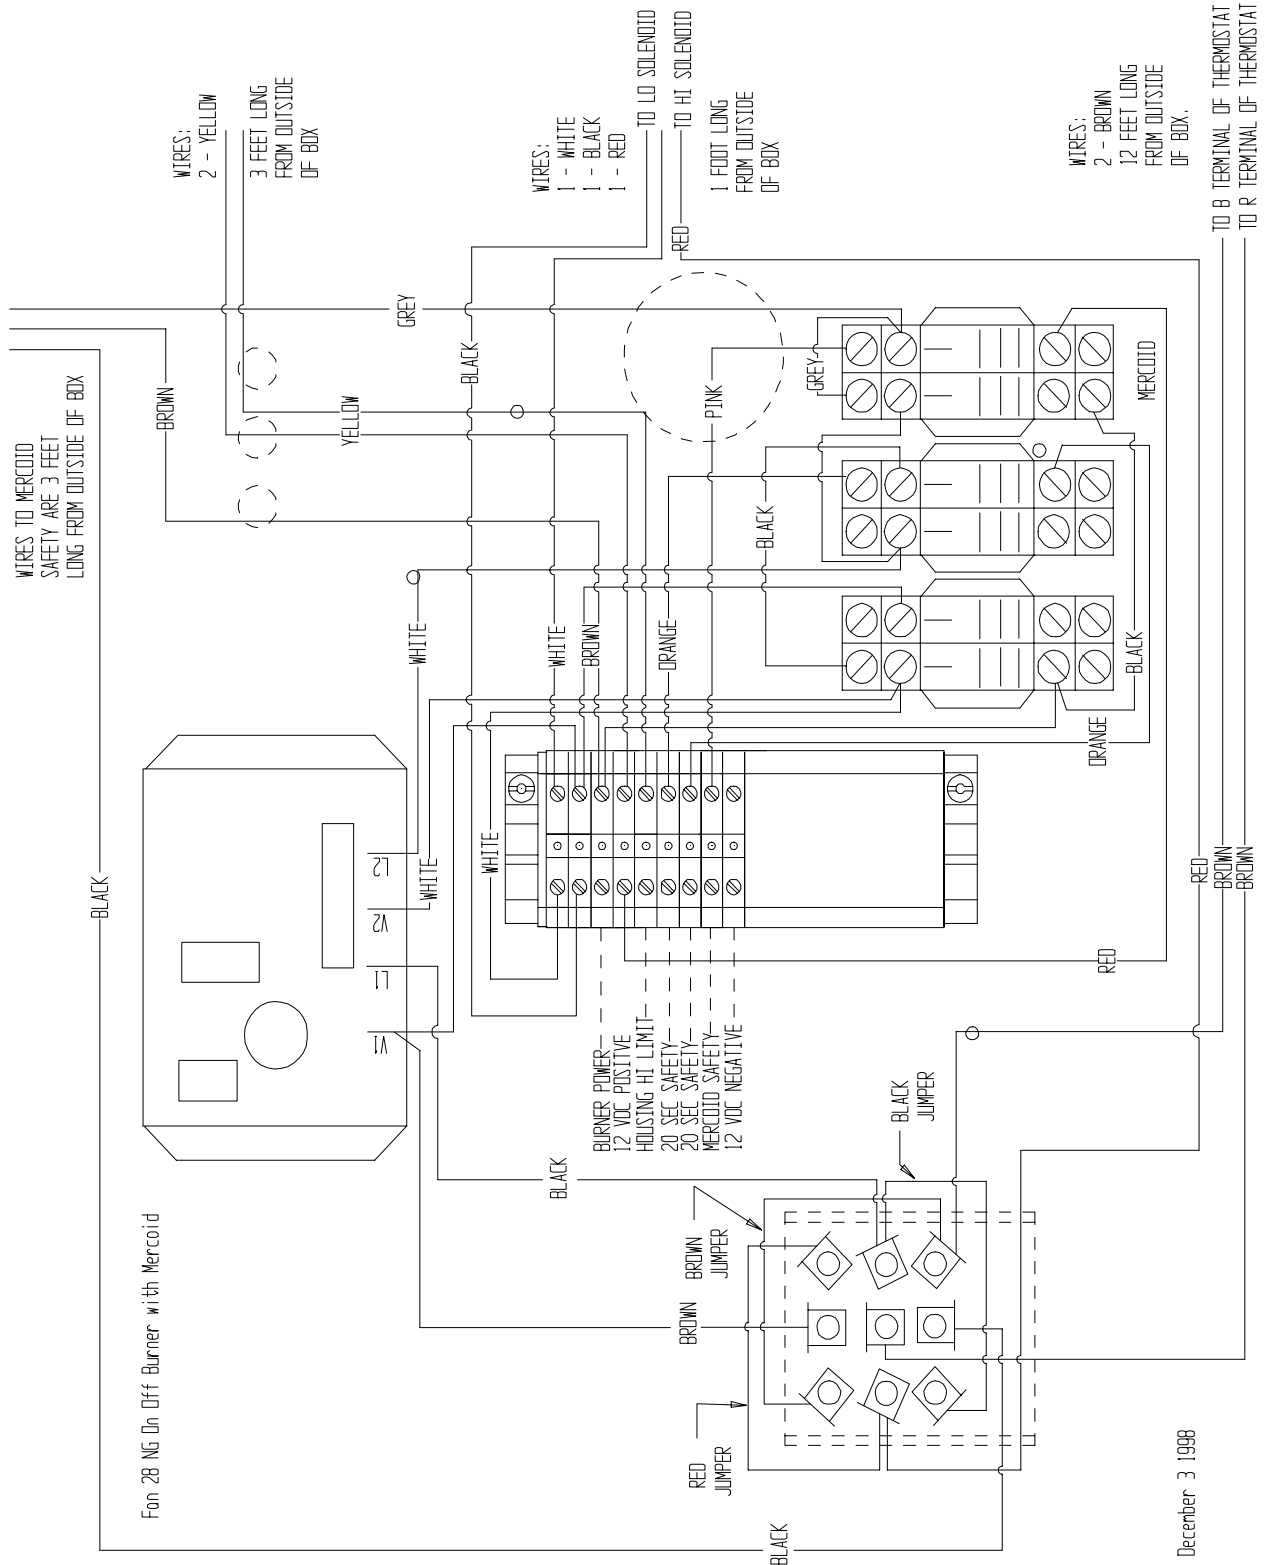 Fan 28 NG On Off Burner with Mercoid
December 3 1998
WIRES TO MERCOID
SAFETY ARE 3 FEET
LONG FROM OUTSIDE OF BOX
WIRES:
2 - YELLOW
3 FEET LONG
FROM OUTSIDE
OF BOX
WIRES:
1 - WHITE
1 - BLACK
1 - RED
TO LO SOLENOID
TO HI SOLENOID
1 FOOT LONG
FROM OUTSIDE
OF BOX
WIRES:
2 - BROWN
12 FEET LONG
FROM OUTSIDE
OF BOX.
TO B TERMINAL OF THERMOSTAT
TO R TERMINAL OF THERMOSTAT
BLACK
BROWN
YELLOW
GREY
BLACK
RED
PINK
GREY
MERCOID
BLACK
WHITE
WHITE
BROWN
ORANGE
BLACK
ORANGE
L2
V2
L1
V1
WHITE
WHITE
RED
RED
BROWN
BROWN
BURNER POWER
12 VDC POSITVE
HOUSING HI LIMIT
20 SEC SAFETY
20 SEC SAFETY
MERCOID SAFETY
12 VDC NEGATIVE
BLACK
BLACK
JUMPER
BROWN
JUMPER
BROWN
RED
JUMPER
BLACK